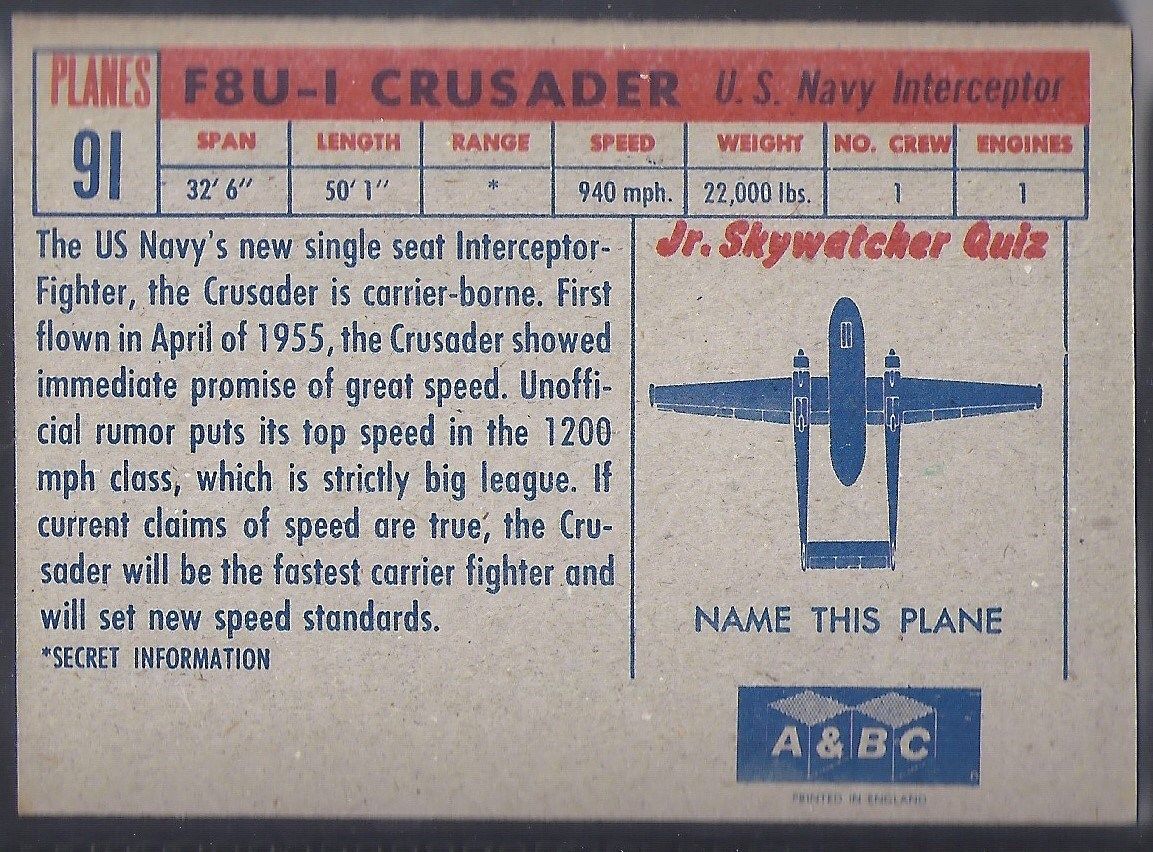 PLANES
91
F8U-1 CRUSADER U. S. Navy Interceptor
SPAN LENGTH RANGE SPEED WEIGHT NO. CREW ENGINES
32' 6" 50' 1" * 940 mph. 22,000 lbs. 1 1
The US Navy's new single seat Interceptor-
Fighter, the Crusader is carrier-borne. First
flown in April of 1955, the Crusader showed
immediate promise of great speed. Unoffi-
cial rumor puts its top speed in the 1200
mph class, which is strictly big league. If
current claims of speed are true, the Cru-
sader will be the fastest carrier fighter and
will set new speed standards.
*SECRET INFORMATION
Jr. Skywatcher Quiz
NAME THIS PLANE
A & B C
PRINTED IN ENGLAND